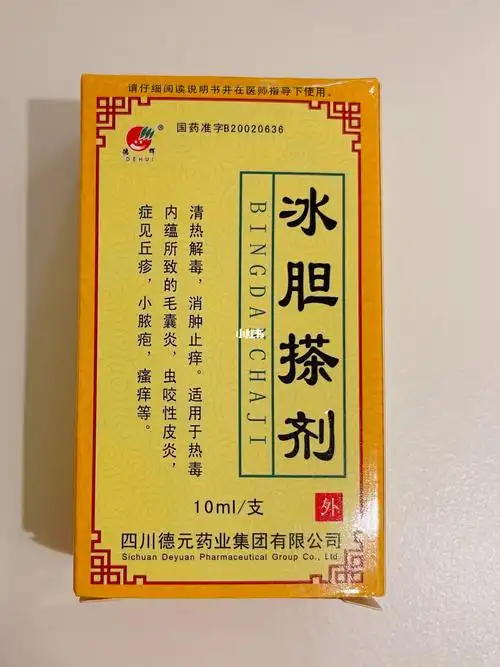 请仔细阅读说明书并在医师指导下使用。
德辉
DEHUI
®
国药准字B20020636
冰胆搽剂
BINGDANCHAJI
清热解毒，消肿止痒。适用于热毒
内蕴所致的毛囊炎，虫咬性皮炎，
症见丘疹，小脓疱，瘙痒等。
小红书
10ml/支
外
四川德元药业集团有限公司
Sichuan Deyuan Pharmaceutical Group Co., Ltd